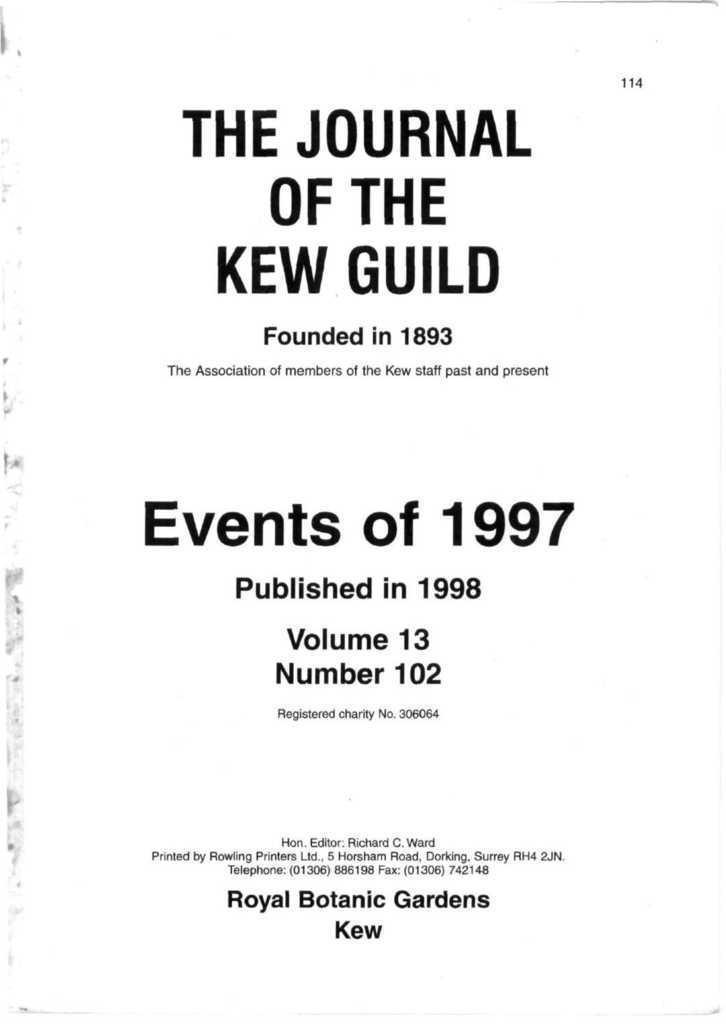 114
THE JOURNAL
OF THE
KEW GUILD
Founded in 1893
The Association of members of the Kew staff past and present
Events of 1997
Published in 1998
Volume 13
Number 102
Registered charity No. 306064
Hon. Editor: Richard C. Ward
Printed by Rowling Printers Ltd., 5 Horsham Road, Dorking, Surrey RH4 2JN.
Telephone: (01306) 886198 Fax: (01306) 742148
Royal Botanic Gardens
Kew